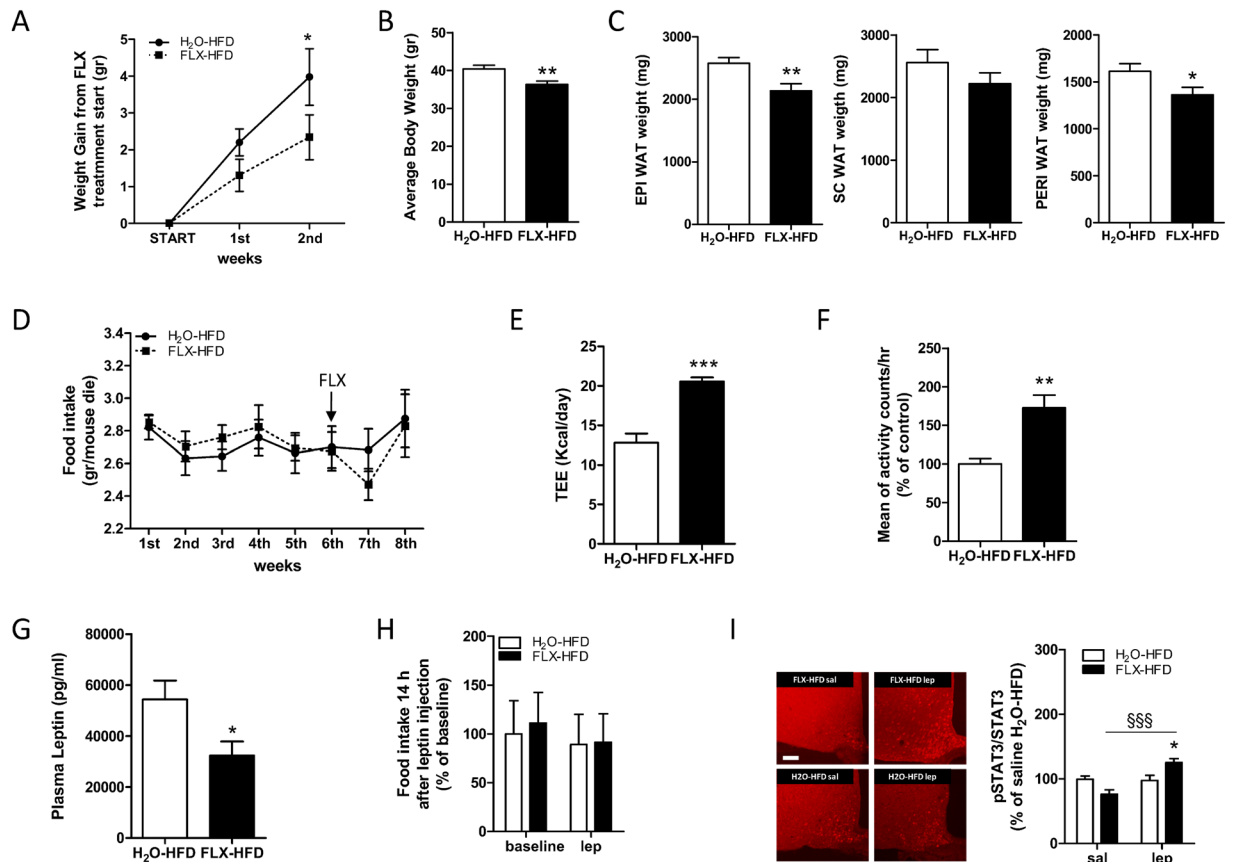 A
H₂O-HFD
FLX-HFD
Weight Gain from FLX
treatmment start (gr)
5
4
3
2
1
0
*
START 1st 2nd
weeks
B
Average Body Weight (gr)
50
40
30
20
10
0
**
H₂O-HFD FLX-HFD
C
EPI WAT weight (mg)
3000
2000
1000
0
**
H₂O-HFD FLX-HFD
SC WAT weigth (mg)
3000
2000
1000
0
H₂O-HFD FLX-HFD
PERI WAT weight (mg)
2000
1500
1000
500
0
*
H₂O-HFD FLX-HFD
D
H₂O-HFD
FLX-HFD
Food intake
(gr/mouse die)
3.4
3.2
3.0
2.8
2.6
2.4
2.2
FLX
1st 2nd 3rd 4th 5th 6th 7th 8th
weeks
E
TEE (Kcal/day)
25
20
15
10
5
0
***
H₂O-HFD FLX-HFD
F
Mean of activity counts/hr
(% of control)
250
200
150
100
50
0
**
H₂O-HFD FLX-HFD
G
Plasma Leptin (pg/ml)
80000
60000
40000
20000
0
*
H₂O-HFD FLX-HFD
H
H₂O-HFD
FLX-HFD
Food intake 14 h
after leptin injection
(% of baseline)
200
150
100
50
0
baseline lep
I
FLX-HFD sal
FLX-HFD lep
H2O-HFD sal
H2O-HFD lep
H₂O-HFD
FLX-HFD
pSTAT3/STAT3
(% of saline H₂O-HFD)
300
200
100
0
§§§
*
sal lep